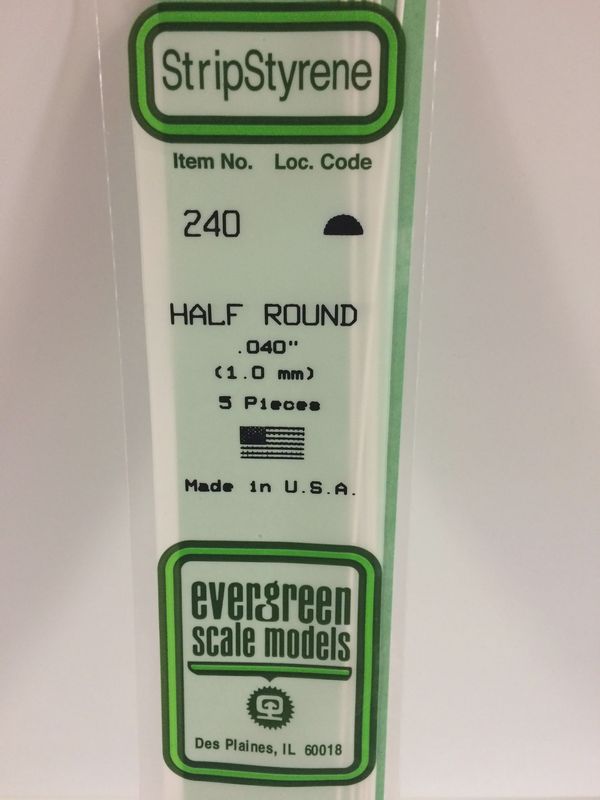 StripStyrene
Item No. Loc. Code
240
HALF ROUND
.040"
(1.0 mm)
5 Pieces
Made in U.S.A.
evergreen
scale models
Des Plaines, IL 60018